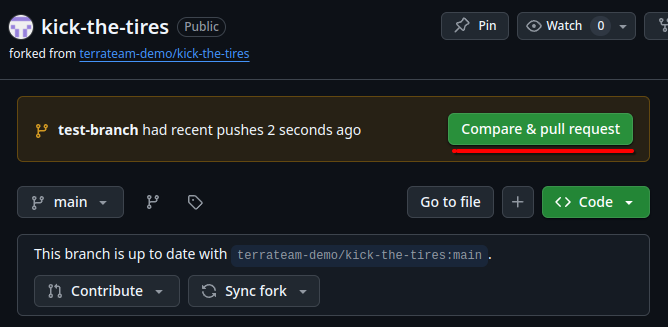 kick-the-tires Public Pin Watch 0
forked from terrateam-demo/kick-the-tires
test-branch had recent pushes 2 seconds ago Compare & pull request
main Go to file Code
This branch is up to date with terrateam-demo/kick-the-tires:main.
Contribute Sync fork